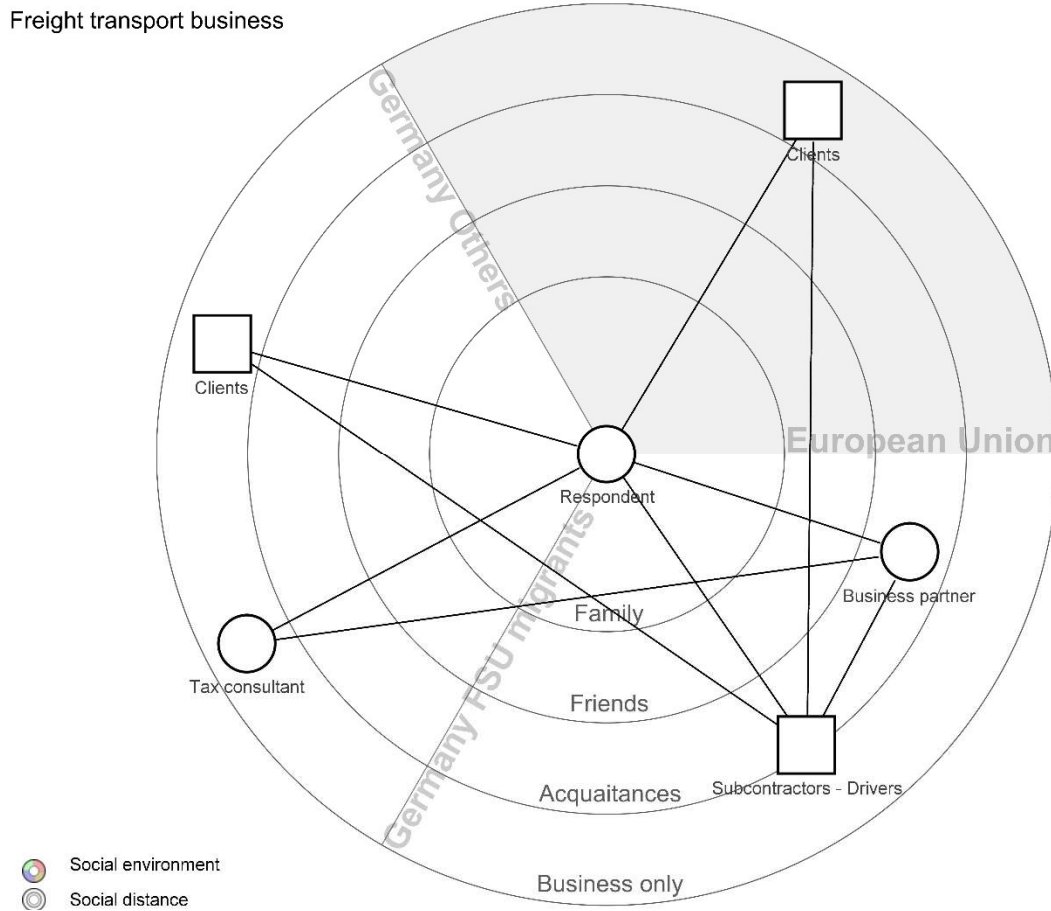 Freight transport business
Germany Others
Clients
Clients
European Union
Respondent
Germany FSU migrants
Business partner
Family
Tax consultant
Friends
Subcontractors - Drivers
Acquaitances
Social environment
Business only
Social distance